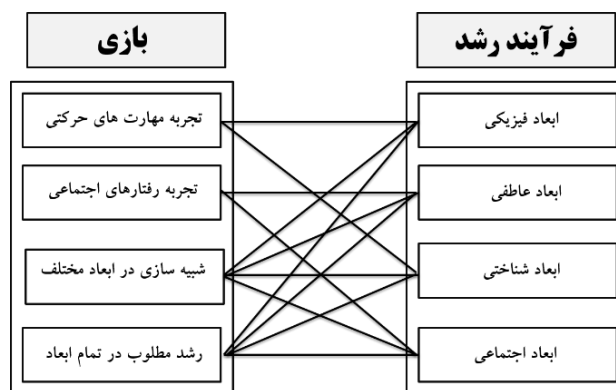 فرآیند رشد
بازی
ابعاد فیزیکی
تجربه مهارت های حرکتی
ابعاد عاطفی
تجربه رفتارهای اجتماعی
ابعاد شناختی
شبیه سازی در ابعاد مختلف
ابعاد اجتماعی
رشد مطلوب در تمام ابعاد